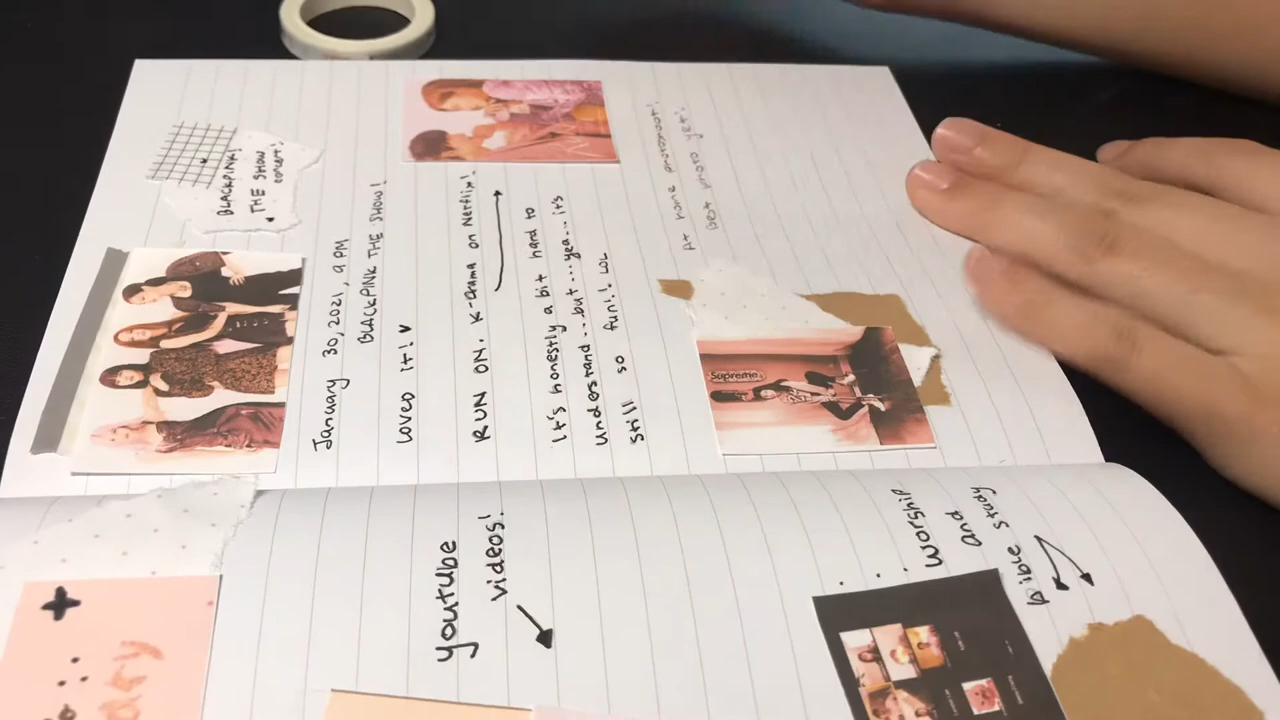 BLACKPINK!
THE SHOW
concert!
January 30, 2021, 9 PM
BLACKPINK THE SHOW!
LOVED IT!
RUN ON. K-Drama on Netflix!
It's honestly a bit hard to
understand..but...yea...it's
still so fun!! LOL
At home photoshoot!
Best photo yet!
Supreme
YouTube
videos!
Worship
and
Bible study